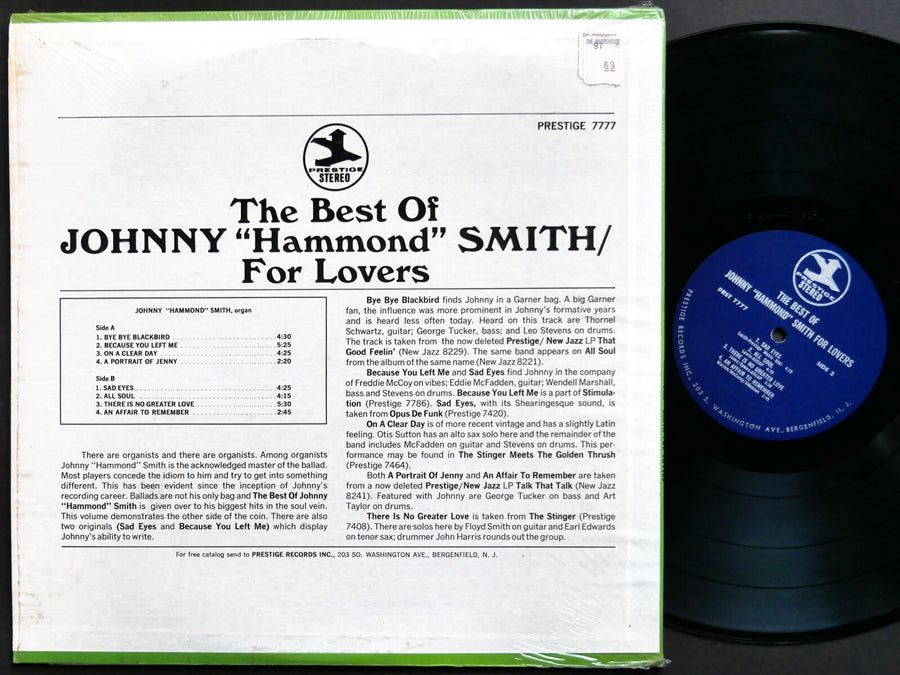 THE WAREHOUSE
97
69
PRESTIGE 7777
PRESTIGE
STEREO
The Best Of
JOHNNY "Hammond" SMITH/
For Lovers
JOHNNY "HAMMOND" SMITH, organ
Side A
1. BYE BYE BLACKBIRD 4:30
2. BECAUSE YOU LEFT ME 5:25
3. ON A CLEAR DAY 4:25
4. A PORTRAIT OF JENNY 2:20
Side B
1. SAD EYES 4:25
2. ALL SOUL 4:15
3. THERE IS NO GREATER LOVE 5:30
4. AN AFFAIR TO REMEMBER 2:45
There are organists and there are organists. Among organists
Johnny "Hammond" Smith is the acknowledged master of the ballad.
Most players concede the idiom to him and try to get into something
different. This has been evident since the inception of Johnny's
recording career. Ballads are not his only bag and The Best Of Johnny
"Hammond" Smith is given over to his biggest hits in the soul vein.
This volume demonstrates the other side of the coin. There are also
two originals (Sad Eyes and Because You Left Me) which display
Johnny's ability to write.
Bye Bye Blackbird finds Johnny in a Garner bag. A big Garner
fan, the influence was more prominent in Johnny's formative years
and is heard less often today. Heard on this track are Thornel
Schwartz, guitar; George Tucker, bass; and Leo Stevens on drums.
The track is taken from the now deleted Prestige/ New Jazz LP That
Good Feelin' (New Jazz 8229). The same band appears on All Soul
from the album of the same name (New Jazz 8221).
Because You Left Me and Sad Eyes find Johnny in the company
of Freddie McCoy on vibes; Eddie McFadden, guitar; Wendell Marshall,
bass and Stevens on drums. Because You Left Me is a part of Stimula-
tion (Prestige 7786). Sad Eyes, with its Shearingesque sound, is
taken from Opus De Funk (Prestige 7420).
On A Clear Day is of more recent vintage and has a slightly Latin
feeling. Otis Sutton has an alto sax solo here and the remainder of the
band includes McFadden on guitar and Stevens on drums. This per-
formance may be found in The Stinger Meets The Golden Thrush
(Prestige 7464).
Both A Portrait Of Jenny and An Affair To Remember are taken
from a now deleted Prestige/New Jazz LP Talk That Talk (New Jazz
8241). Featured with Johnny are George Tucker on bass and Art
Taylor on drums.
There Is No Greater Love is taken from The Stinger (Prestige
7408). There are solos here by Floyd Smith on guitar and Earl Edwards
on tenor sax; drummer John Harris rounds out the group.
For free catalog send to PRESTIGE RECORDS INC., 203 SO. WASHINGTON AVE., BERGENFIELD, N. J.
PRESTIGE
STEREO
THE BEST OF
JOHNNY "HAMMOND" SMITH FOR LOVERS
PRST 7777
SIDE 2
1. SAD EYES
2. ALL SOUL
3. THERE IS NO GREATER LOVE
4. AN AFFAIR TO REMEMBER
PRESTIGE RECORDS INC., 203 S. WASHINGTON AVE., BERGENFIELD, N. J.